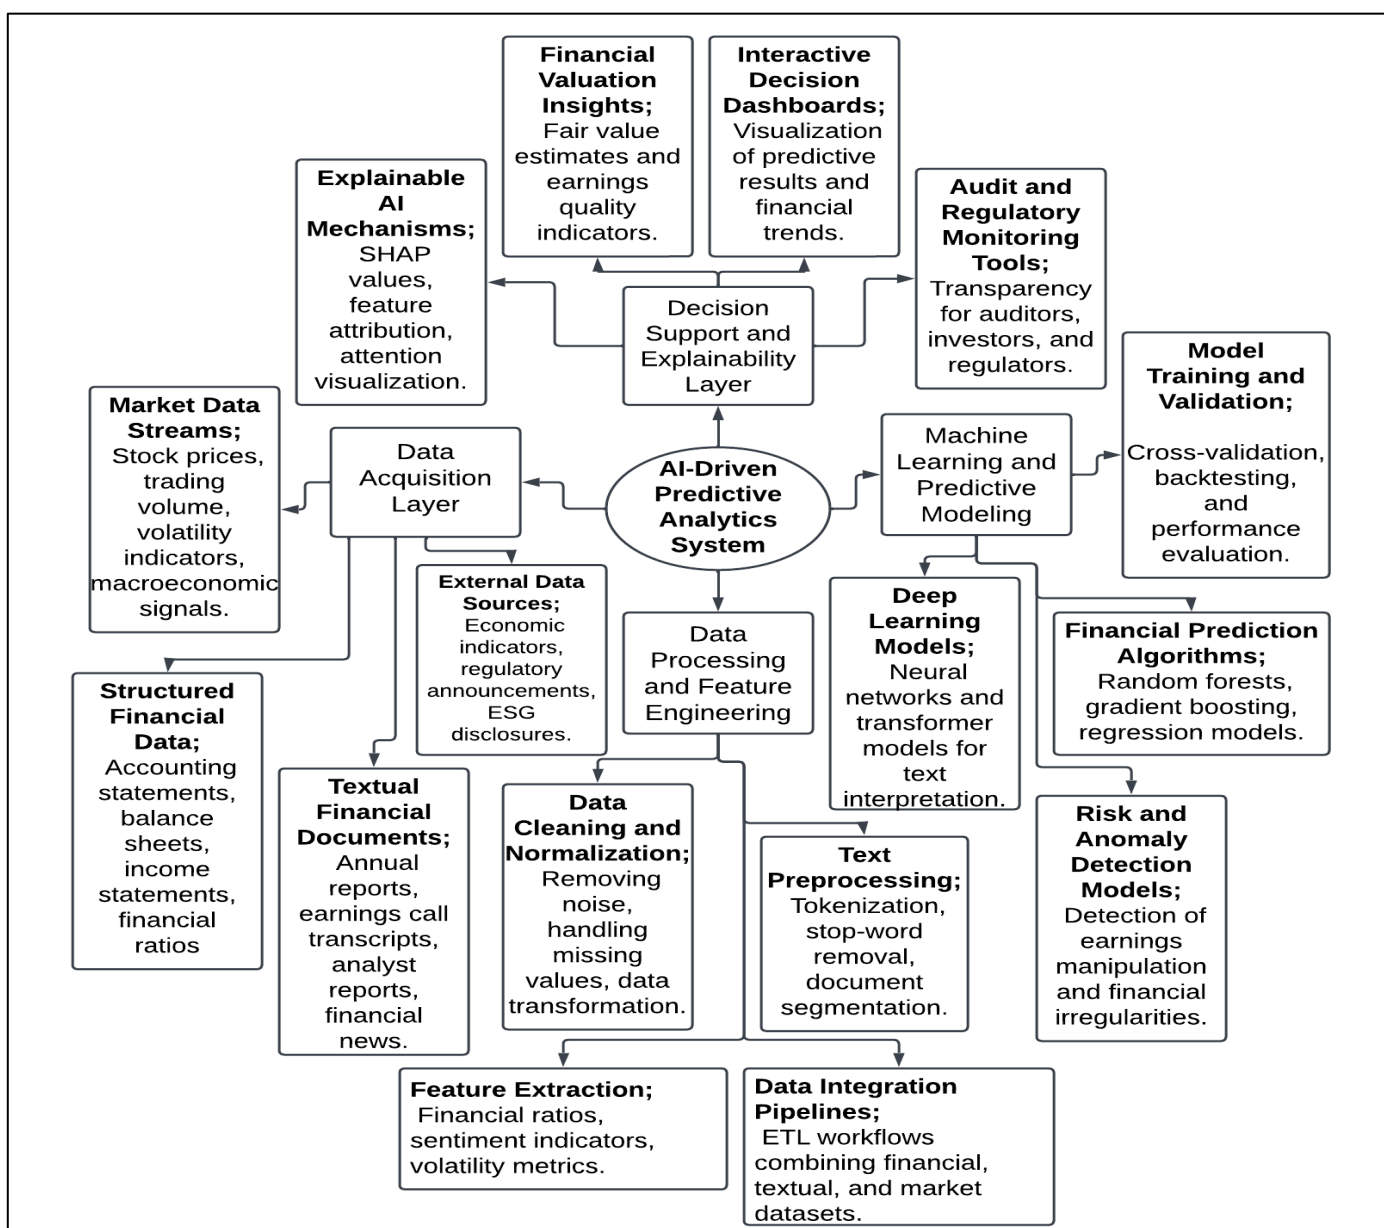 Financial
Valuation
Insights;
Fair value
estimates and
earnings
quality
indicators.
Interactive
Decision
Dashboards;
Visualization
of predictive
results and
financial
trends.
Explainable
AI
Mechanisms;
SHAP
values,
feature
attribution,
attention
visualization.
Audit and
Regulatory
Monitoring
Tools;
Transparency
for auditors,
investors, and
regulators.
Decision
Support and
Explainability
Layer
Model
Training and
Validation;
Cross-validation,
backtesting,
and
performance
evaluation.
Market Data
Streams;
Stock prices,
trading
volume,
volatility
indicators,
macroeconomic
signals.
Data
Acquisition
Layer
AI-Driven
Predictive
Analytics
System
Machine
Learning and
Predictive
Modeling
External Data
Sources;
Economic
indicators,
regulatory
announcements,
ESG
disclosures.
Data
Processing
and Feature
Engineering
Deep
Learning
Models;
Neural
networks and
transformer
models for
text
interpretation.
Financial Prediction
Algorithms;
Random forests,
gradient boosting,
regression models.
Structured
Financial
Data;
Accounting
statements,
balance
sheets,
income
statements,
financial
ratios
Textual
Financial
Documents;
Annual
reports,
earnings call
transcripts,
analyst
reports,
financial
news.
Data
Cleaning and
Normalization;
Removing
noise,
handling
missing
values, data
transformation.
Text
Preprocessing;
Tokenization,
stop-word
removal,
document
segmentation.
Risk and
Anomaly
Detection
Models;
Detection of
earnings
manipulation
and financial
irregularities.
Feature Extraction;
Financial ratios,
sentiment indicators,
volatility metrics.
Data Integration
Pipelines;
ETL workflows
combining financial,
textual, and market
datasets.